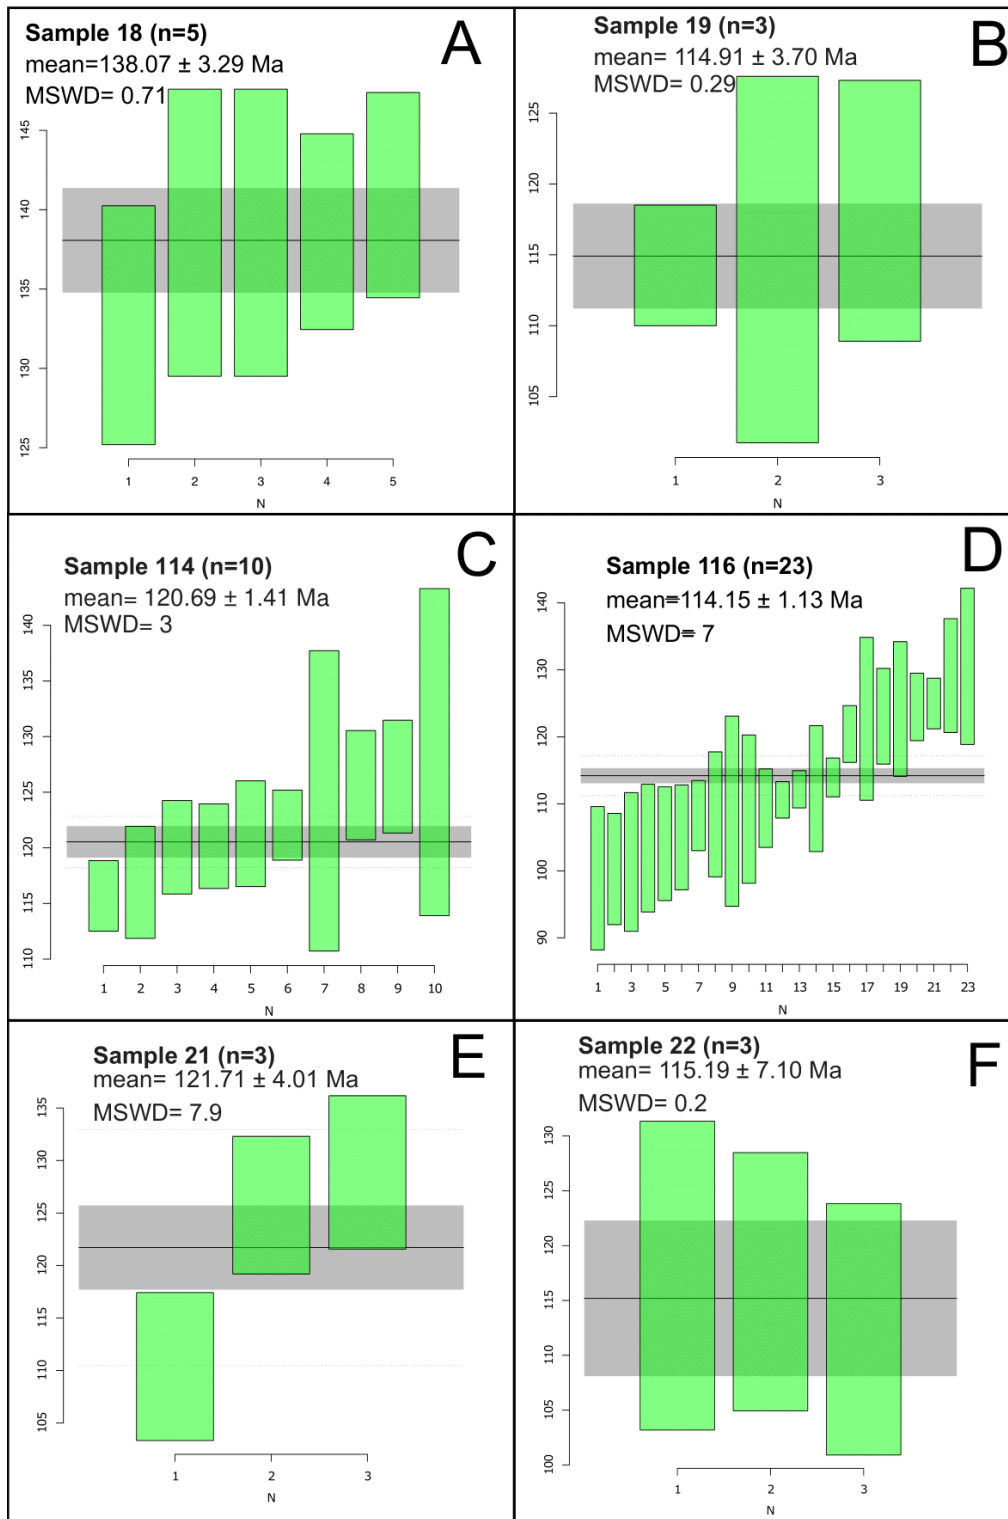 Sample 18 (n=5)
A
mean=138.07 ± 3.29 Ma
MSWD= 0.71
145
140
135
130
125
1 2 3 4 5
N
Sample 19 (n=3)
B
mean= 114.91 ± 3.70 Ma
MSWD= 0.29
125
120
115
110
105
1 2 3
N
Sample 114 (n=10)
C
mean= 120.69 ± 1.41 Ma
MSWD= 3
140
135
130
125
120
115
110
1 2 3 4 5 6 7 8 9 10
N
Sample 116 (n=23)
D
mean=114.15 ± 1.13 Ma
MSWD= 7
140
130
120
110
100
90
1 3 5 7 9 11 13 15 17 19 21 23
N
Sample 21 (n=3)
E
mean= 121.71 ± 4.01 Ma
MSWD= 7.9
135
130
125
120
115
110
105
1 2 3
N
Sample 22 (n=3)
F
mean= 115.19 ± 7.10 Ma
MSWD= 0.2
130
125
120
115
110
105
100
1 2 3
N